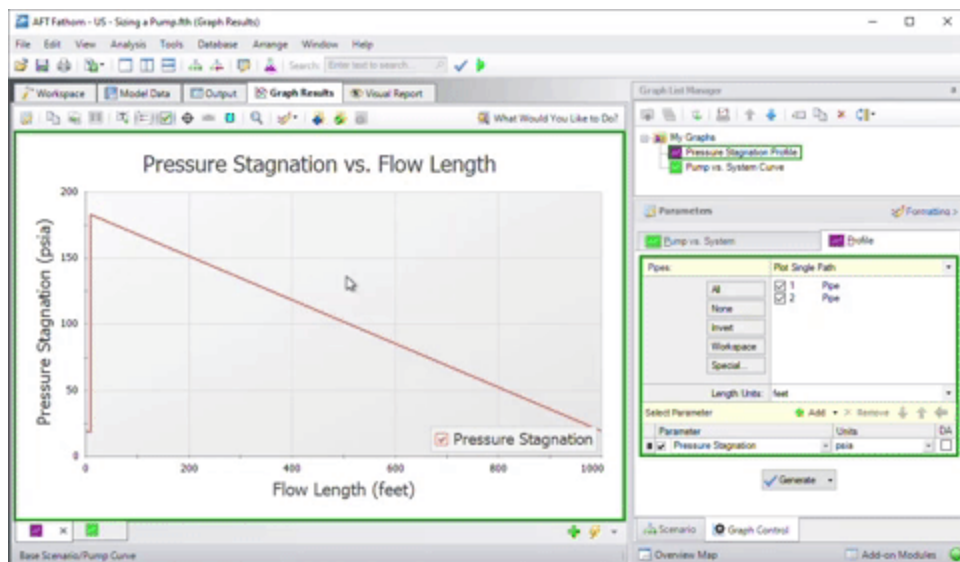 AFT Fathom - US - Sizing a Pump.fth (Graph Results)
File Edit View Analysis Tools Database Arrange Window Help
Search: Enter text to search...
Workspace Model Data Output Graph Results Visual Report
What Would You Like to Do?
Pressure Stagnation vs. Flow Length
200
150
100
50
0
Pressure Stagnation (psia)
Pressure Stagnation
0 200 400 600 800 1000
Flow Length (feet)
Base Scenario/Pump Curve
Graph List Manager
My Graphs
Pressure Stagnation Profile
Pump vs. System Curve
Parameters Formatting >
Pump vs. System Profile
Pipes: Plot Single Path
All 1 Pipe
None 2 Pipe
Invert
Workspace
Special...
Length Units: feet
Select Parameter Add Remove
Parameter Units DA
Pressure Stagnation psia
Generate
Scenario Graph Control
Overview Map Add-on Modules